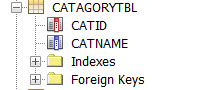 CATAGORYTBL
CATID
CATNAME
Indexes
Foreign Keys